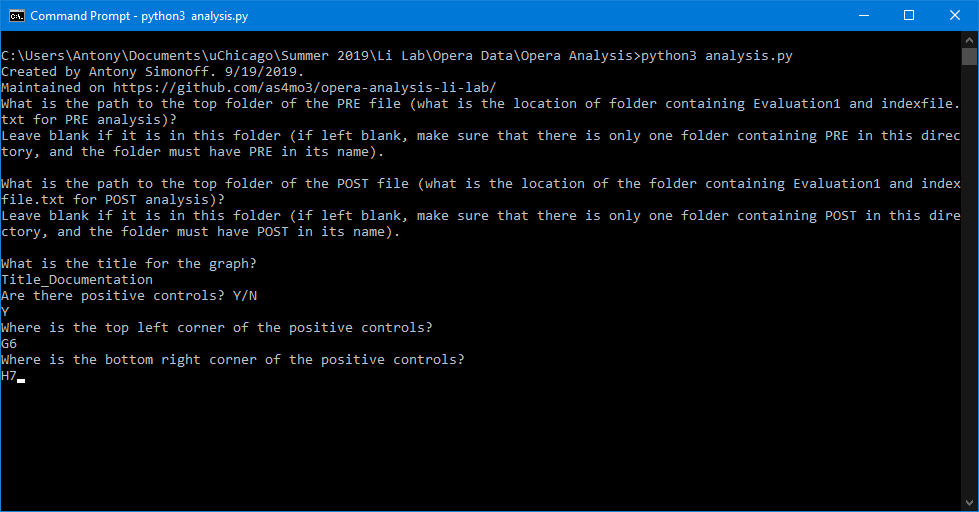 Command Prompt - python3 analysis.py
C:\Users\Antony\Documents\uChicago\Summer 2019\Li Lab\Opera Data\Opera Analysis>python3 analysis.py
Created by Antony Simonoff. 9/19/2019.
Maintained on https://github.com/as4mo3/opera-analysis-li-lab/
What is the path to the top folder of the PRE file (what is the location of folder containing Evaluation1 and indexfile.
txt for PRE analysis)?
Leave blank if it is in this folder (if left blank, make sure that there is only one folder containing PRE in this direc
tory, and the folder must have PRE in its name).
What is the path to the top folder of the POST file (what is the location of the folder containing Evaluation1 and index
file.txt for POST analysis)?
Leave blank if it is in this folder (if left blank, make sure that there is only one folder containing POST in this dire
ctory, and the folder must have POST in its name).
What is the title for the graph?
Title_Documentation
Are there positive controls? Y/N
Y
Where is the top left corner of the positive controls?
G6
Where is the bottom right corner of the positive controls?
H7